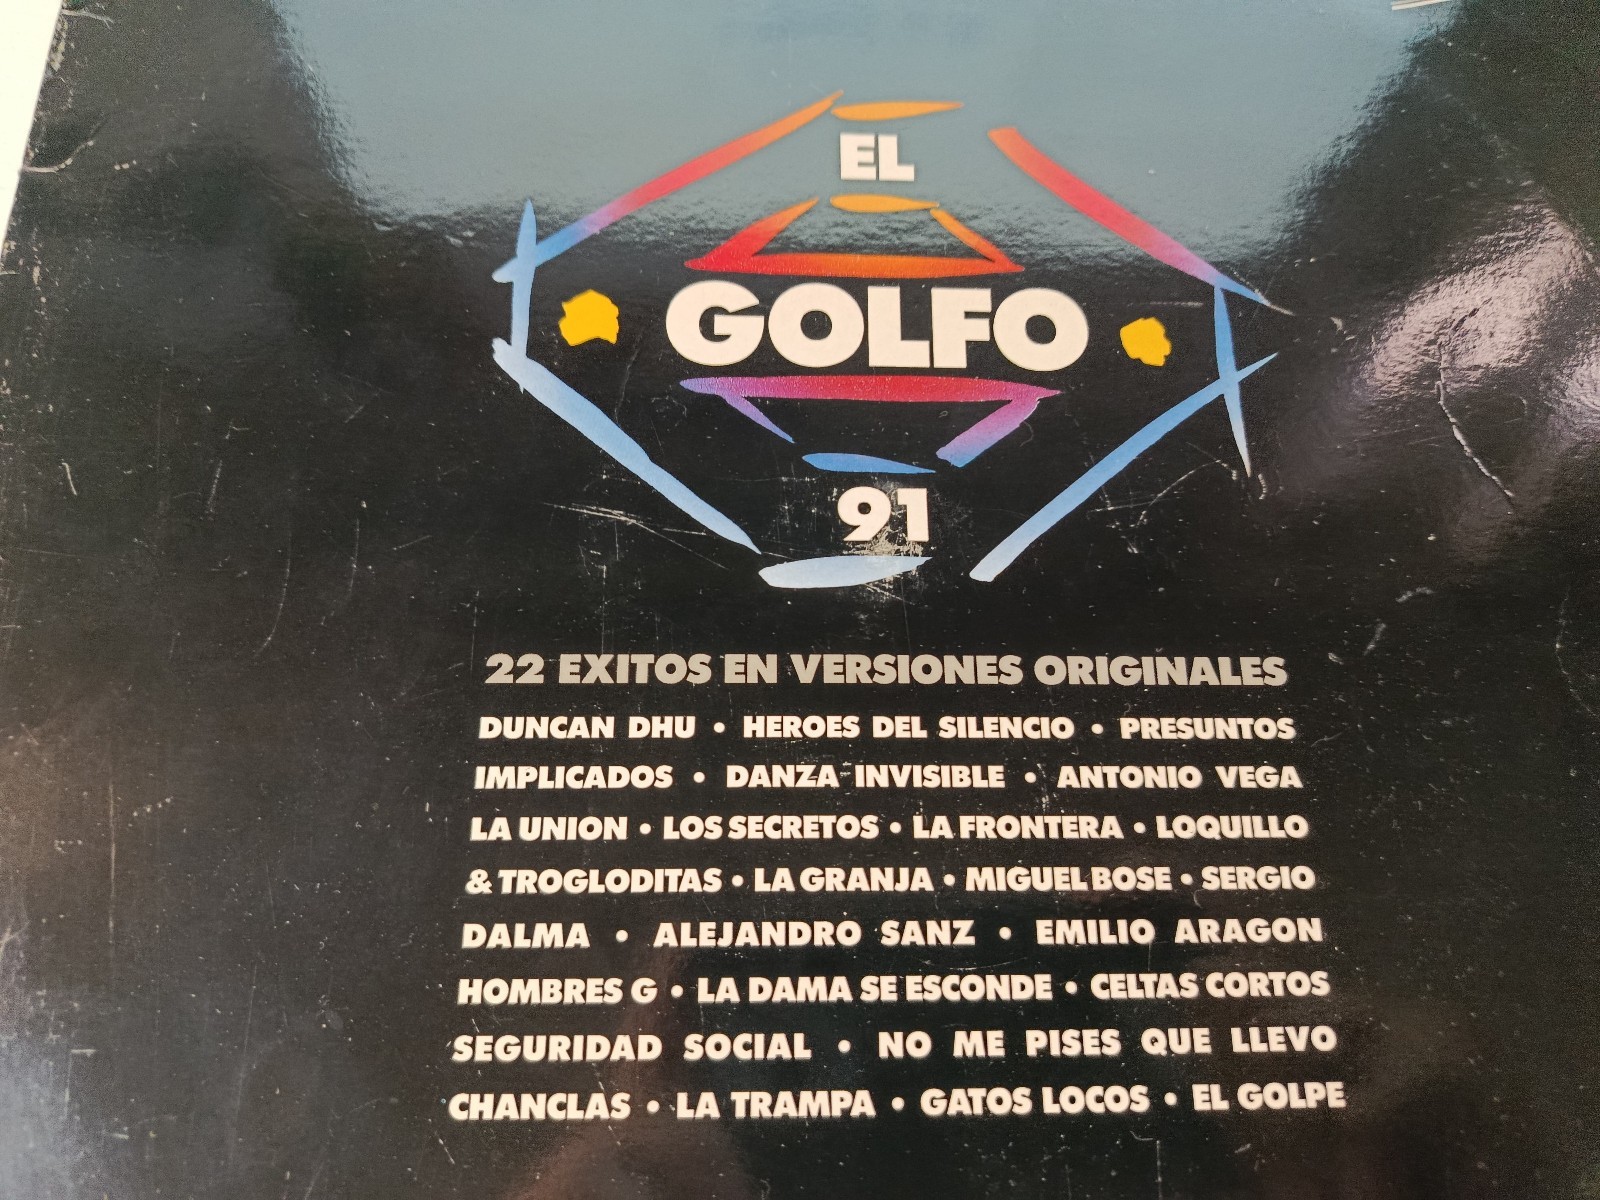 EL
GOLFO
91
22 EXITOS EN VERSIONES ORIGINALES
DUNCAN DHU • HEROES DEL SILENCIO • PRESUNTOS
IMPLICADOS • DANZA INVISIBLE • ANTONIO VEGA
LA UNION • LOS SECRETOS • LA FRONTERA • LOQUILLO
& TROGLODITAS • LA GRANJA • MIGUEL BOSE • SERGIO
DALMA • ALEJANDRO SANZ • EMILIO ARAGON
HOMBRES G • LA DAMA SE ESCONDE • CELTAS CORTOS
SEGURIDAD SOCIAL • NO ME PISES QUE LLEVO
CHANCLAS • LA TRAMPA • GATOS LOCOS • EL GOLPE